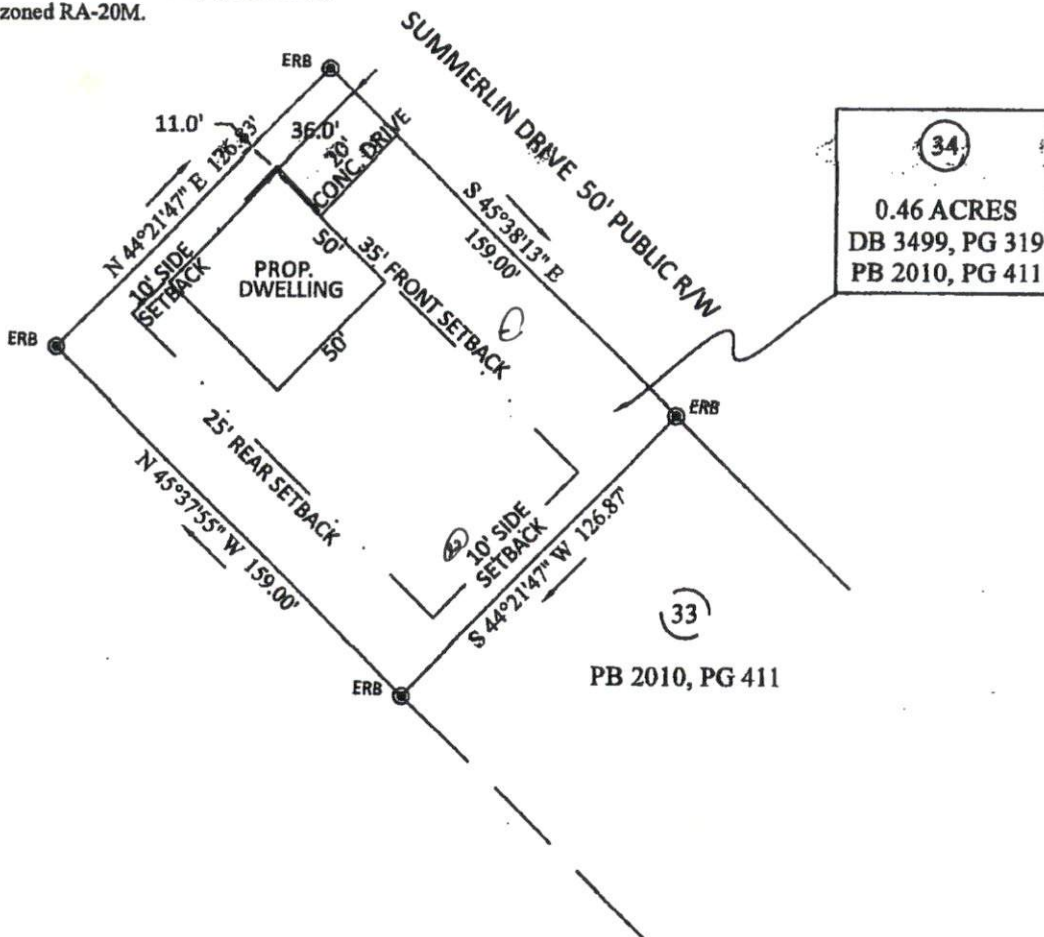 zoned RA-20M.
ERB
SUMMERLIN DRIVE 50' PUBLIC R/W
11.0'
36.0'
20'
CONC. DRIVE
N 44°21'47" E 126.83'
S 45°38'13" E
159.00'
34
0.46 ACRES
DB 3499, PG 319
PB 2010, PG 411
10' SIDE
SETBACK
PROP.
DWELLING
50'
50'
35' FRONT SETBACK
ERB
ERB
25' REAR SETBACK
N 45°37'55" W 159.00'
10' SIDE
SETBACK
S 44°21'47" W 126.87'
33
PB 2010, PG 411
ERB